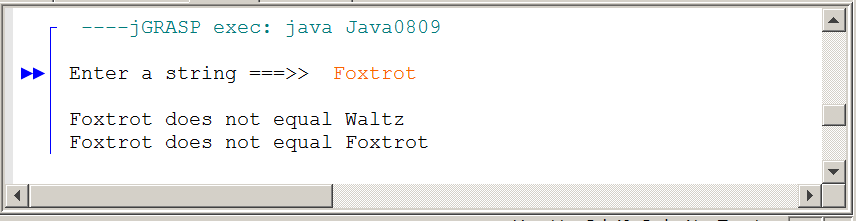 ----jGRASP exec: java Java0809
Enter a string ===>>  Foxtrot
Foxtrot does not equal Waltz
Foxtrot does not equal Foxtrot